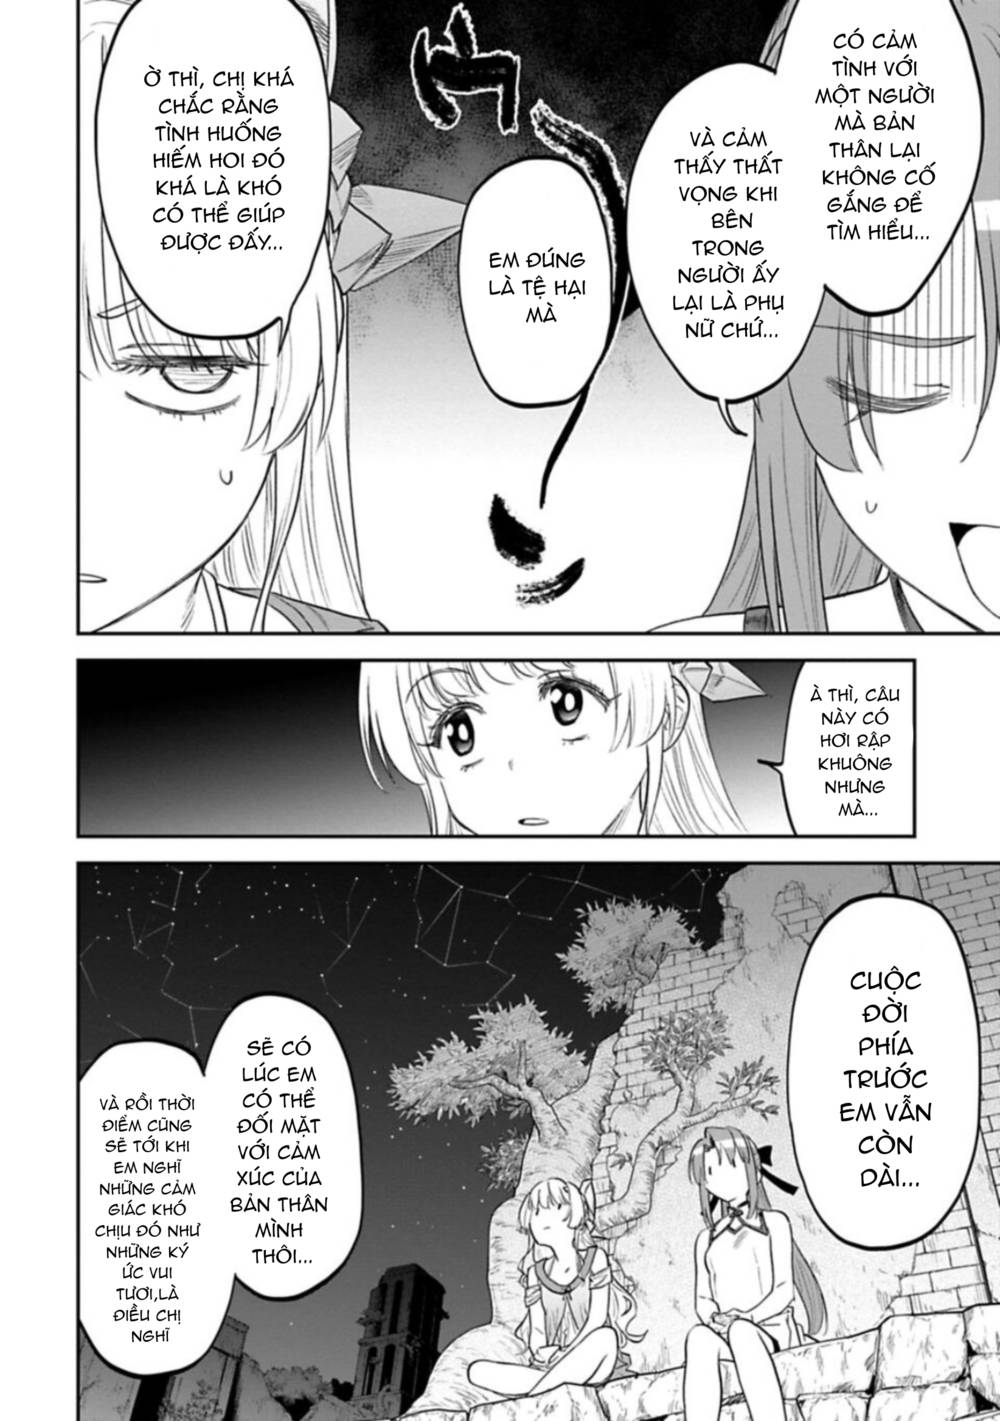 CÓ CẢM
TÌNH VỚI
MỘT NGƯỜI
MÀ BẢN
THÂN LẠI
KHÔNG CỐ
GẮNG ĐỂ
TÌM HIỂU...
VÀ CẢM
THẤY THẤT
VỌNG KHI
BÊN
TRONG
NGƯỜI ẤY
LẠI LÀ PHỤ
NỮ CHỨ...
EM ĐÚNG
LÀ TỆ HẠI
MÀ
Ờ THÌ, CHỊ KHÁ
CHẮC RẰNG
TÌNH HUỐNG
HIẾM HOI ĐÓ
KHÁ LÀ KHÓ
CÓ THỂ GIÚP
ĐƯỢC ĐẤY...
À THÌ, CÂU
NÀY CÓ
HƠI RẬP
KHUÔNG
NHƯNG
MÀ...
CUỘC
ĐỜI
PHÍA
TRƯỚC
EM VẪN
CÒN
DÀI...
SẼ CÓ
LÚC EM
CÓ THỂ
ĐỐI MẶT
VỚI CẢM
XÚC CỦA
BẢN THÂN
MÌNH
THÔI...
VÀ RỒI THỜI
ĐIỂM CŨNG
SẼ TỚI KHI
EM NGHĨ
NHỮNG CẢM
GIÁC KHÓ
CHỊU ĐÓ NHƯ
NHỮNG KÝ
ỨC VUI
TƯƠI,LÀ
ĐIỀU CHỊ
NGHĨ